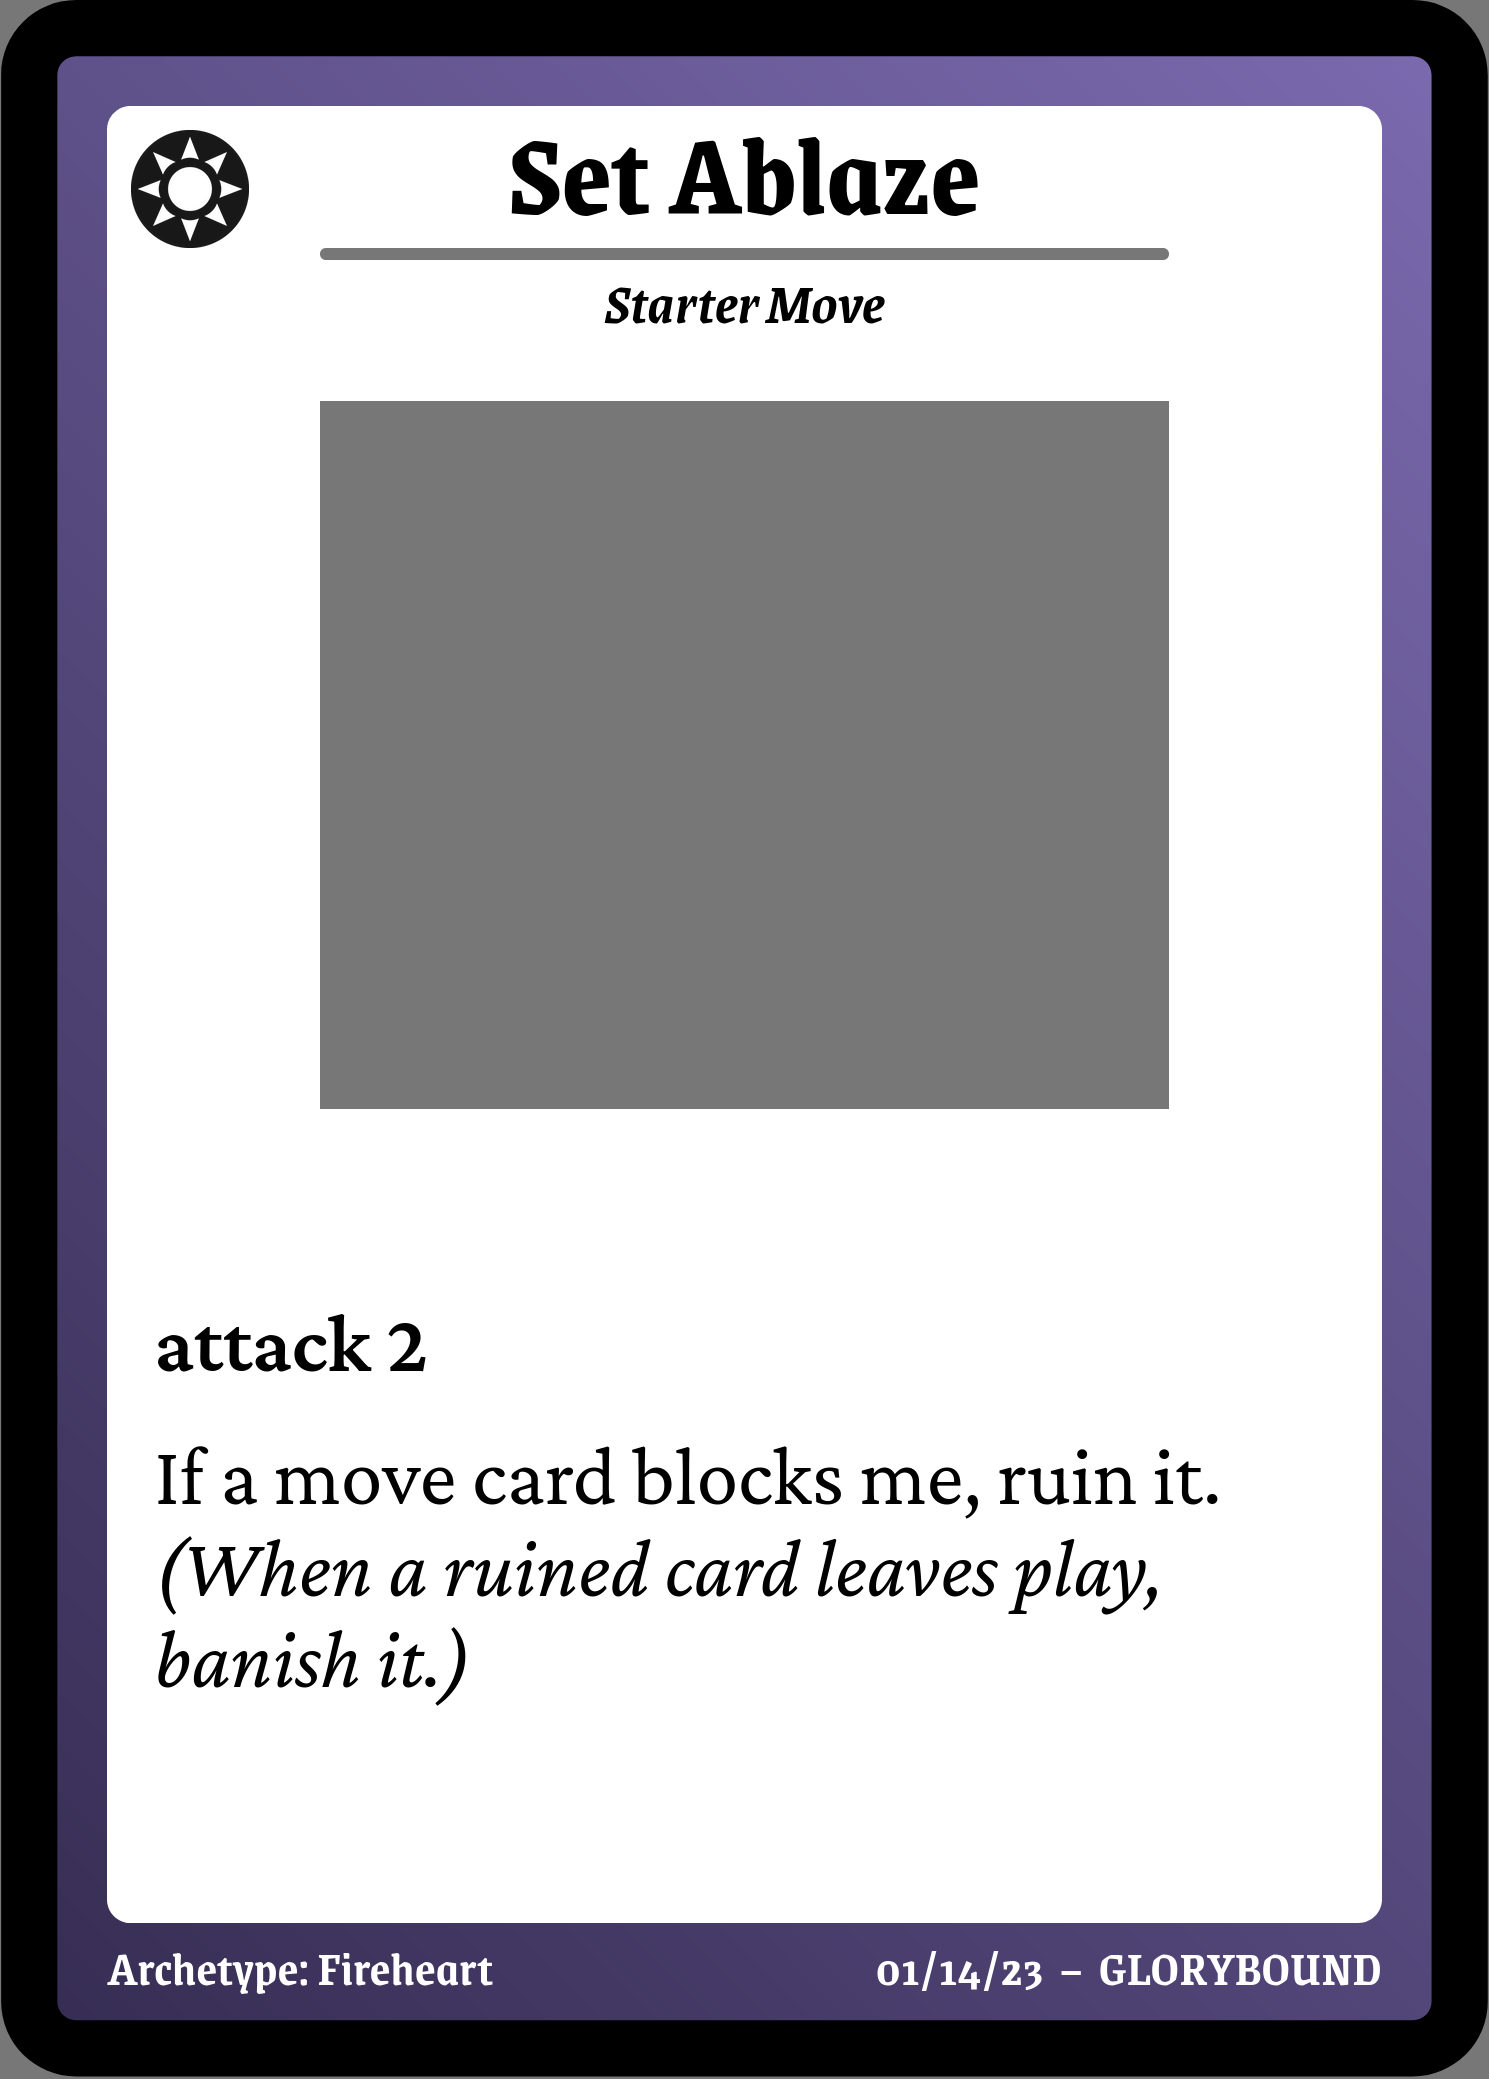 Set Ablaze
Starter Move
attack 2
If a move card blocks me, ruin it.
(When a ruined card leaves play,
banish it.)
Archetype: Fireheart
01/14/23 – GLORYBOUND